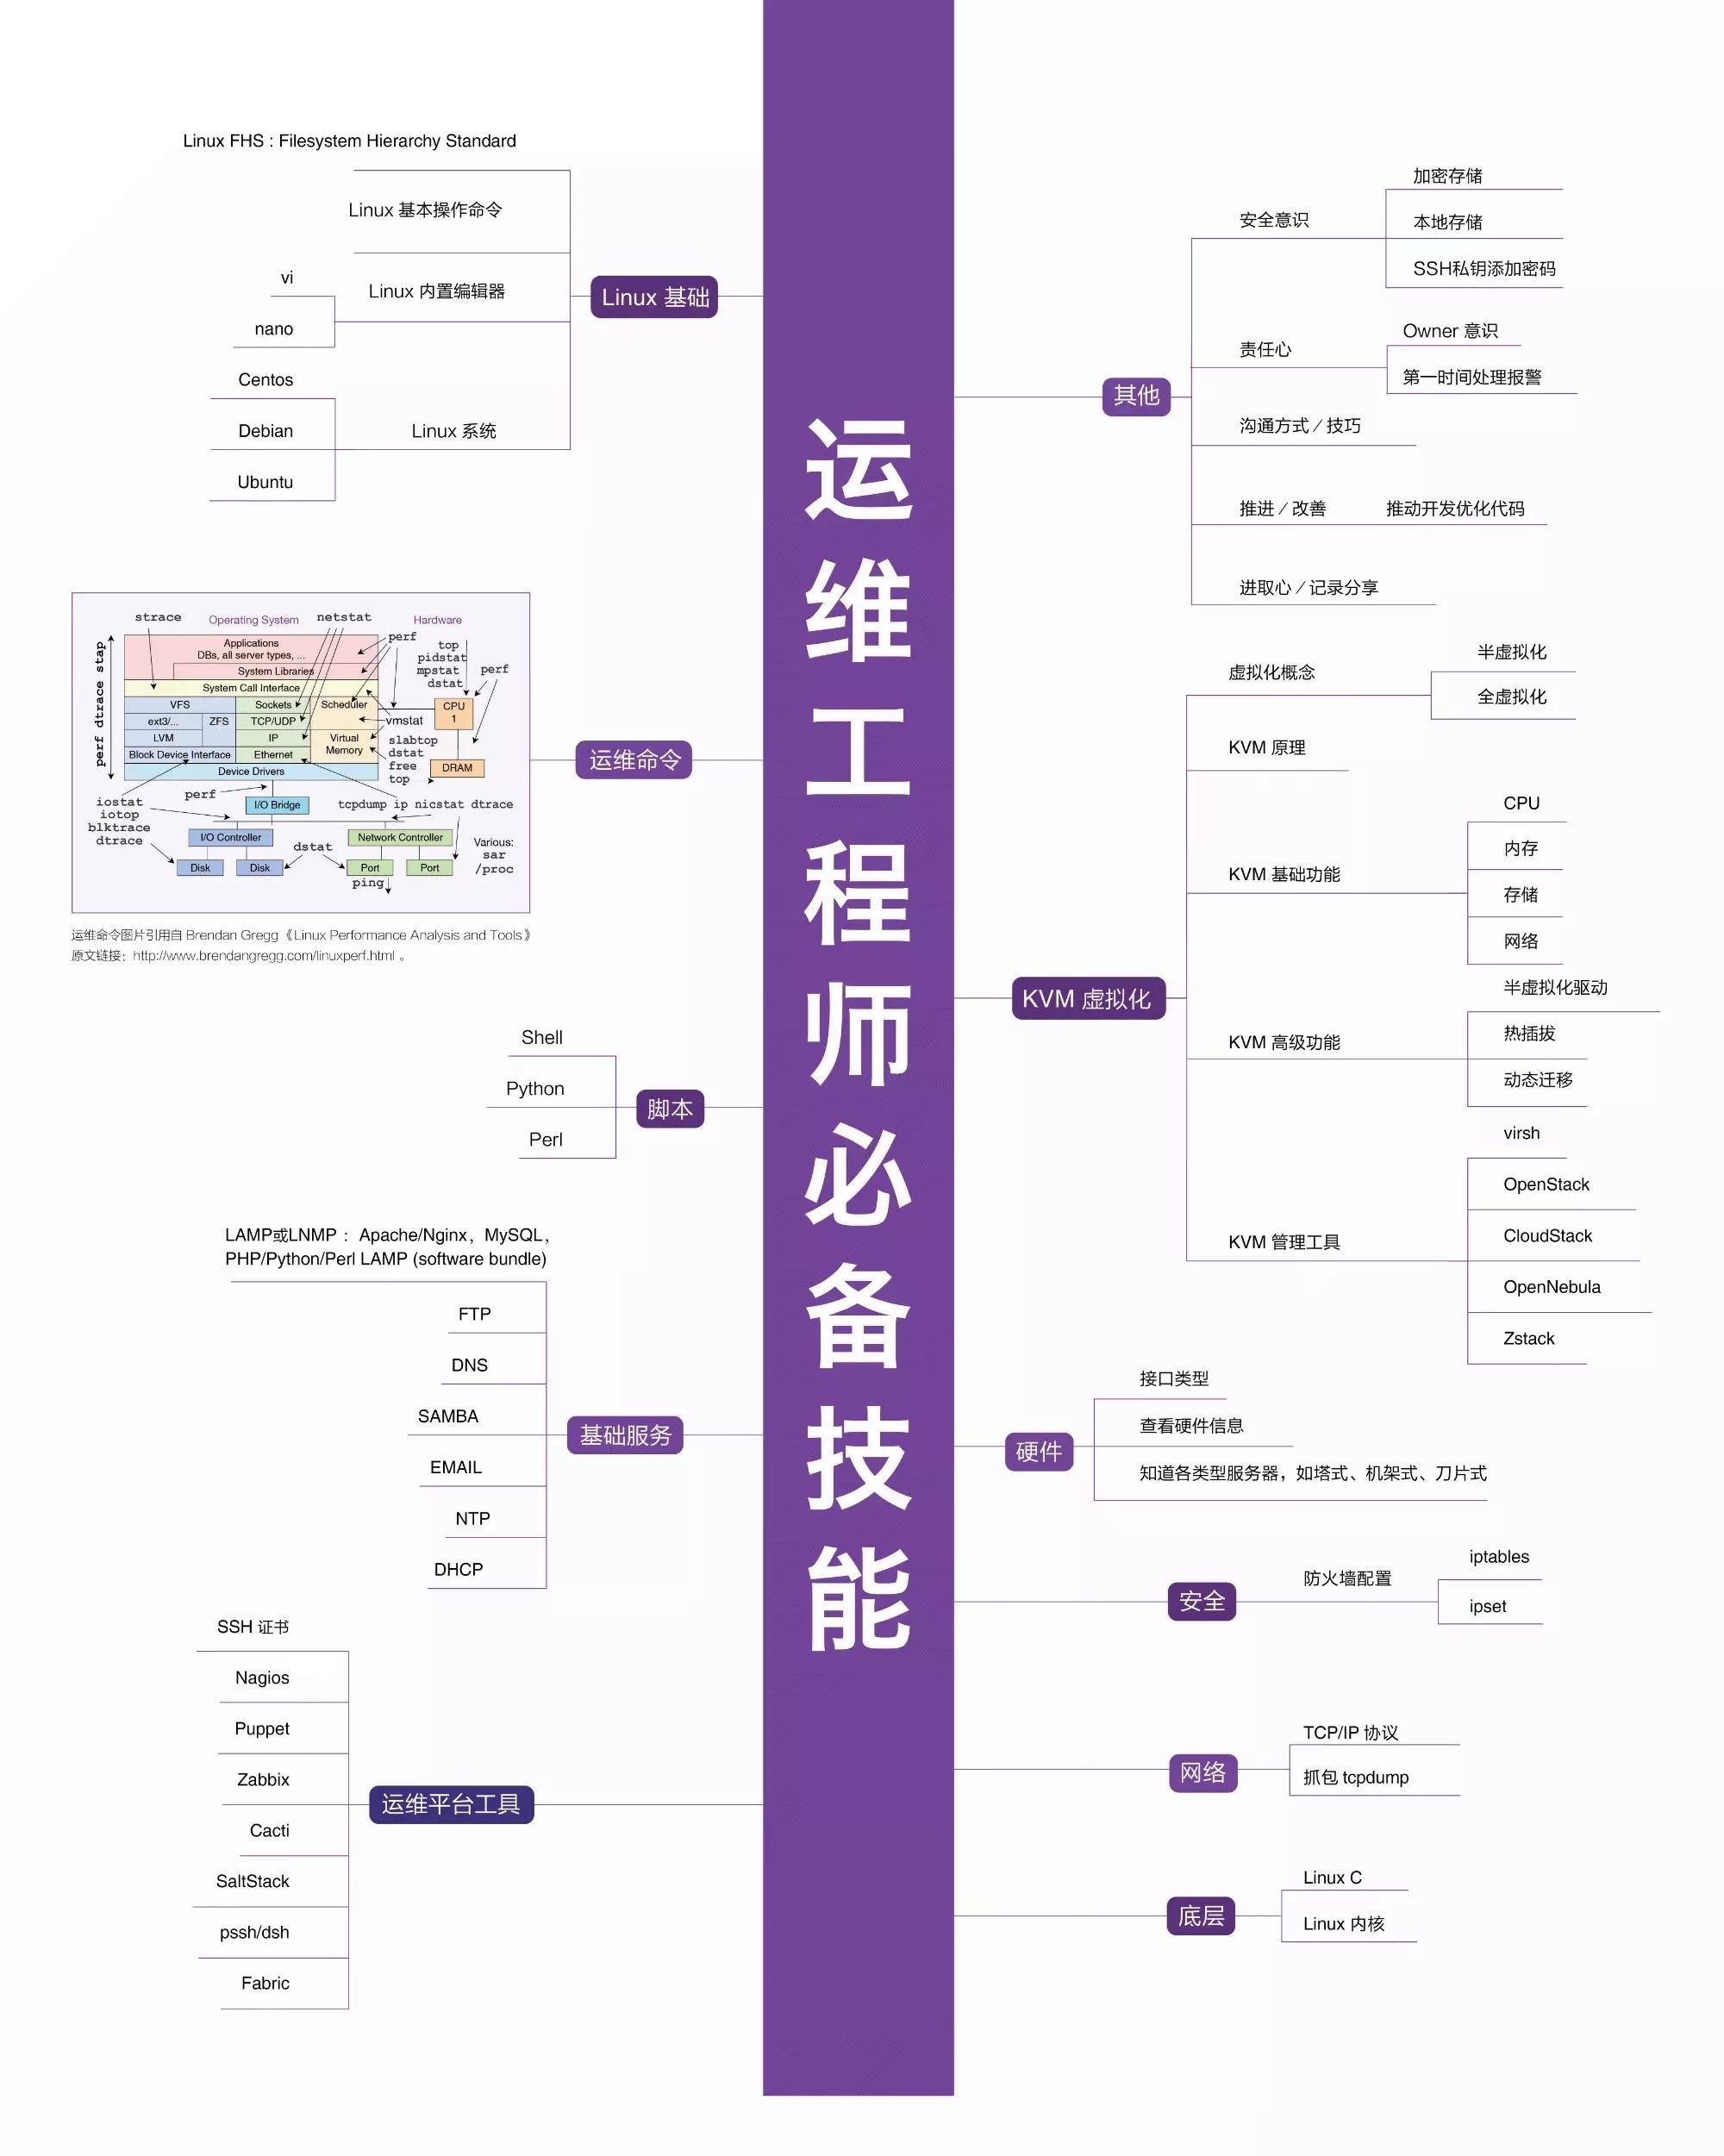 运维工程师必备技能
Linux FHS : Filesystem Hierarchy Standard
Linux 基本操作命令
vi
Linux 内置编辑器
nano
Linux 基础
Centos
Debian
Linux 系统
Ubuntu
strace
Operating System
netstat
Hardware
perf dtrace stap
Applications
DBs, all server types, ...
System Libraries
System Call Interface
perf
top
pidstat
mpstat
dstat
perf
VFS
Sockets
Scheduler
CPU
1
ext3/...
ZFS
TCP/UDP
vmstat
LVM
IP
Virtual
Memory
slabtop
dstat
free
top
Block Device Interface
Ethernet
DRAM
Device Drivers
perf
iostat
iotop
blktrace
dtrace
I/O Bridge
tcpdump ip nicstat dtrace
I/O Controller
Network Controller
dstat
Various:
sar
/proc
Disk
Disk
Port
Port
ping
运维命令
运维命令图片引用自 Brendan Gregg 《Linux Performance Analysis and Tools》
原文链接：http://www.brendangregg.com/linuxperf.html 。
Shell
Python
脚本
Perl
LAMP或LNMP ：Apache/Nginx，MySQL，
PHP/Python/Perl LAMP (software bundle)
FTP
DNS
SAMBA
基础服务
EMAIL
NTP
DHCP
SSH 证书
Nagios
Puppet
Zabbix
运维平台工具
Cacti
SaltStack
pssh/dsh
Fabric
加密存储
安全意识
本地存储
SSH私钥添加密码
Owner 意识
责任心
第一时间处理报警
其他
沟通方式／技巧
推进／改善
推动开发优化代码
进取心／记录分享
半虚拟化
虚拟化概念
全虚拟化
KVM 原理
CPU
内存
KVM 基础功能
存储
网络
半虚拟化驱动
KVM 虚拟化
热插拔
KVM 高级功能
动态迁移
virsh
OpenStack
CloudStack
KVM 管理工具
OpenNebula
Zstack
接口类型
查看硬件信息
硬件
知道各类型服务器，如塔式、机架式、刀片式
iptables
防火墙配置
安全
ipset
TCP/IP 协议
网络
抓包 tcpdump
Linux C
底层
Linux 内核